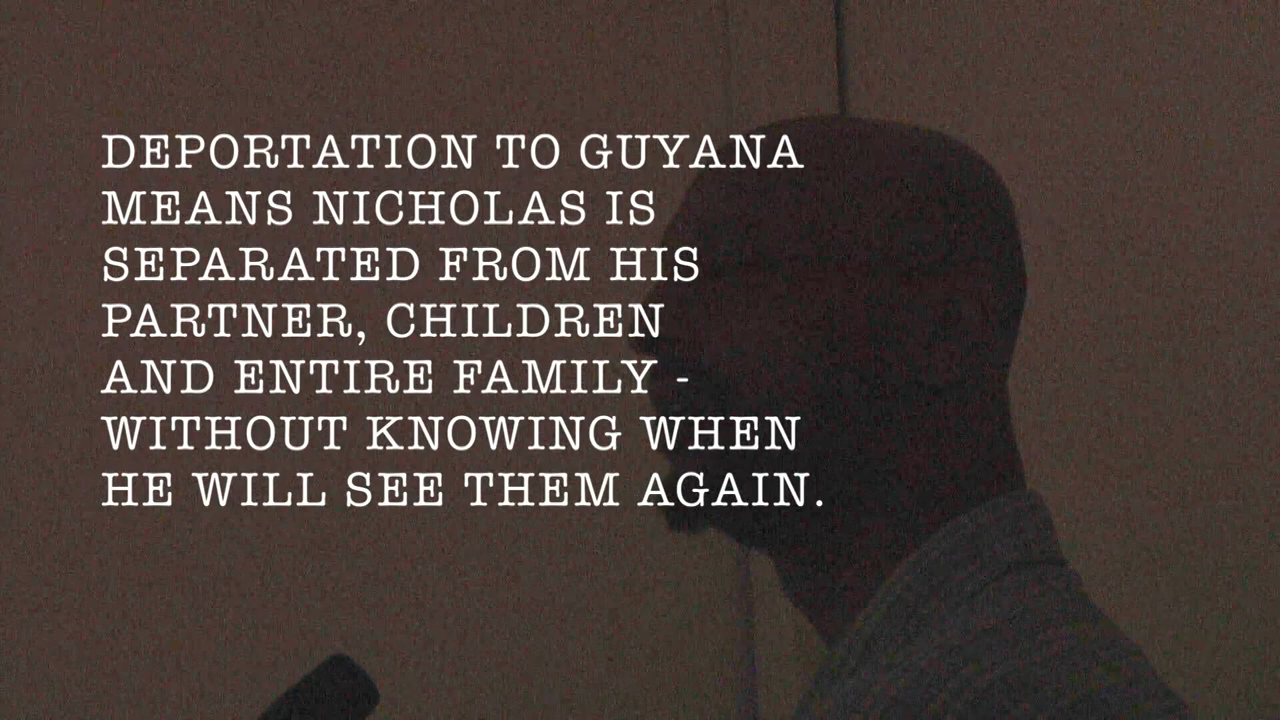 DEPORTATION TO GUYANA
MEANS NICHOLAS IS
SEPARATED FROM HIS
PARTNER, CHILDREN
AND ENTIRE FAMILY -
WITHOUT KNOWING WHEN
HE WILL SEE THEM AGAIN.